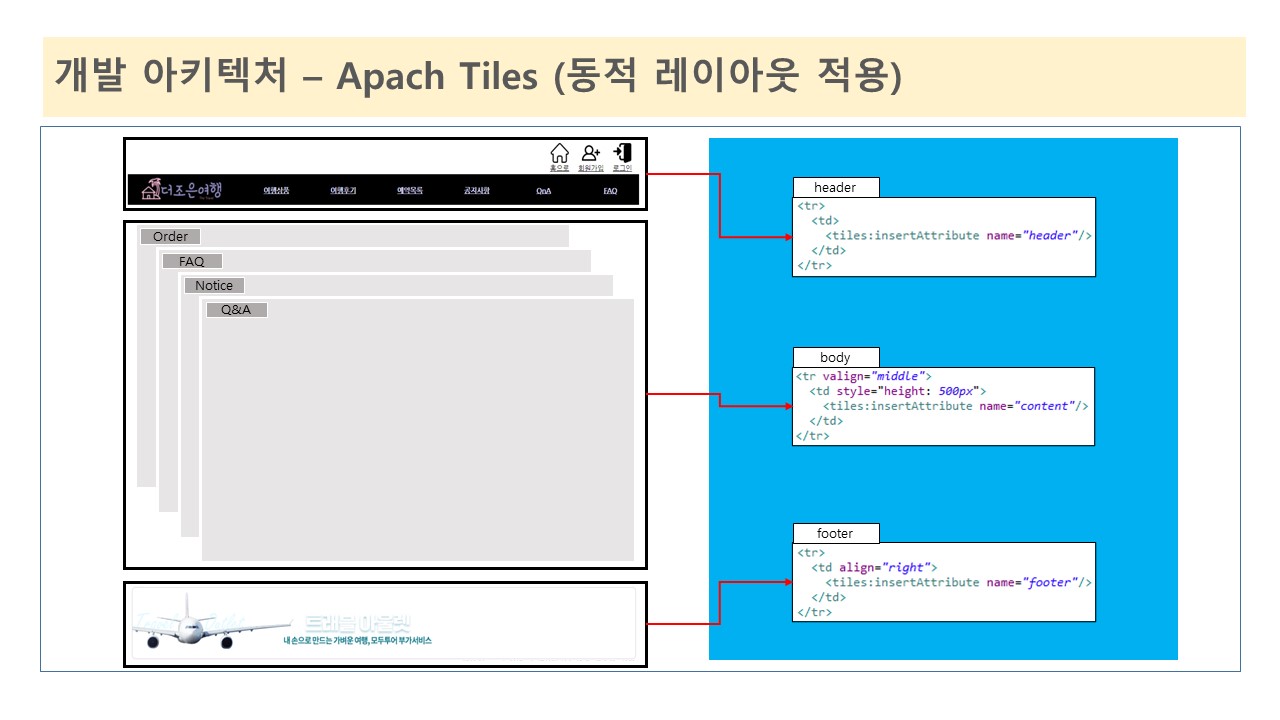 개발 아키텍처 – Apach Tiles (동적 레이아웃 적용)
홈으로 회원가입 로그인
더조은여행 여행상품 여행후기 예약목록 공지사항 QnA FAQ
Order
FAQ
Notice
Q&A
트래블 아울렛
내 손으로 만드는 가벼운 여행, 모두투어 부가서비스
header
<tr>
<td>
<tiles:insertAttribute name="header"/>
</td>
</tr>
body
<tr valign="middle">
<td style="height: 500px">
<tiles:insertAttribute name="content"/>
</td>
</tr>
footer
<tr>
<td align="right">
<tiles:insertAttribute name="footer"/>
</td>
</tr>